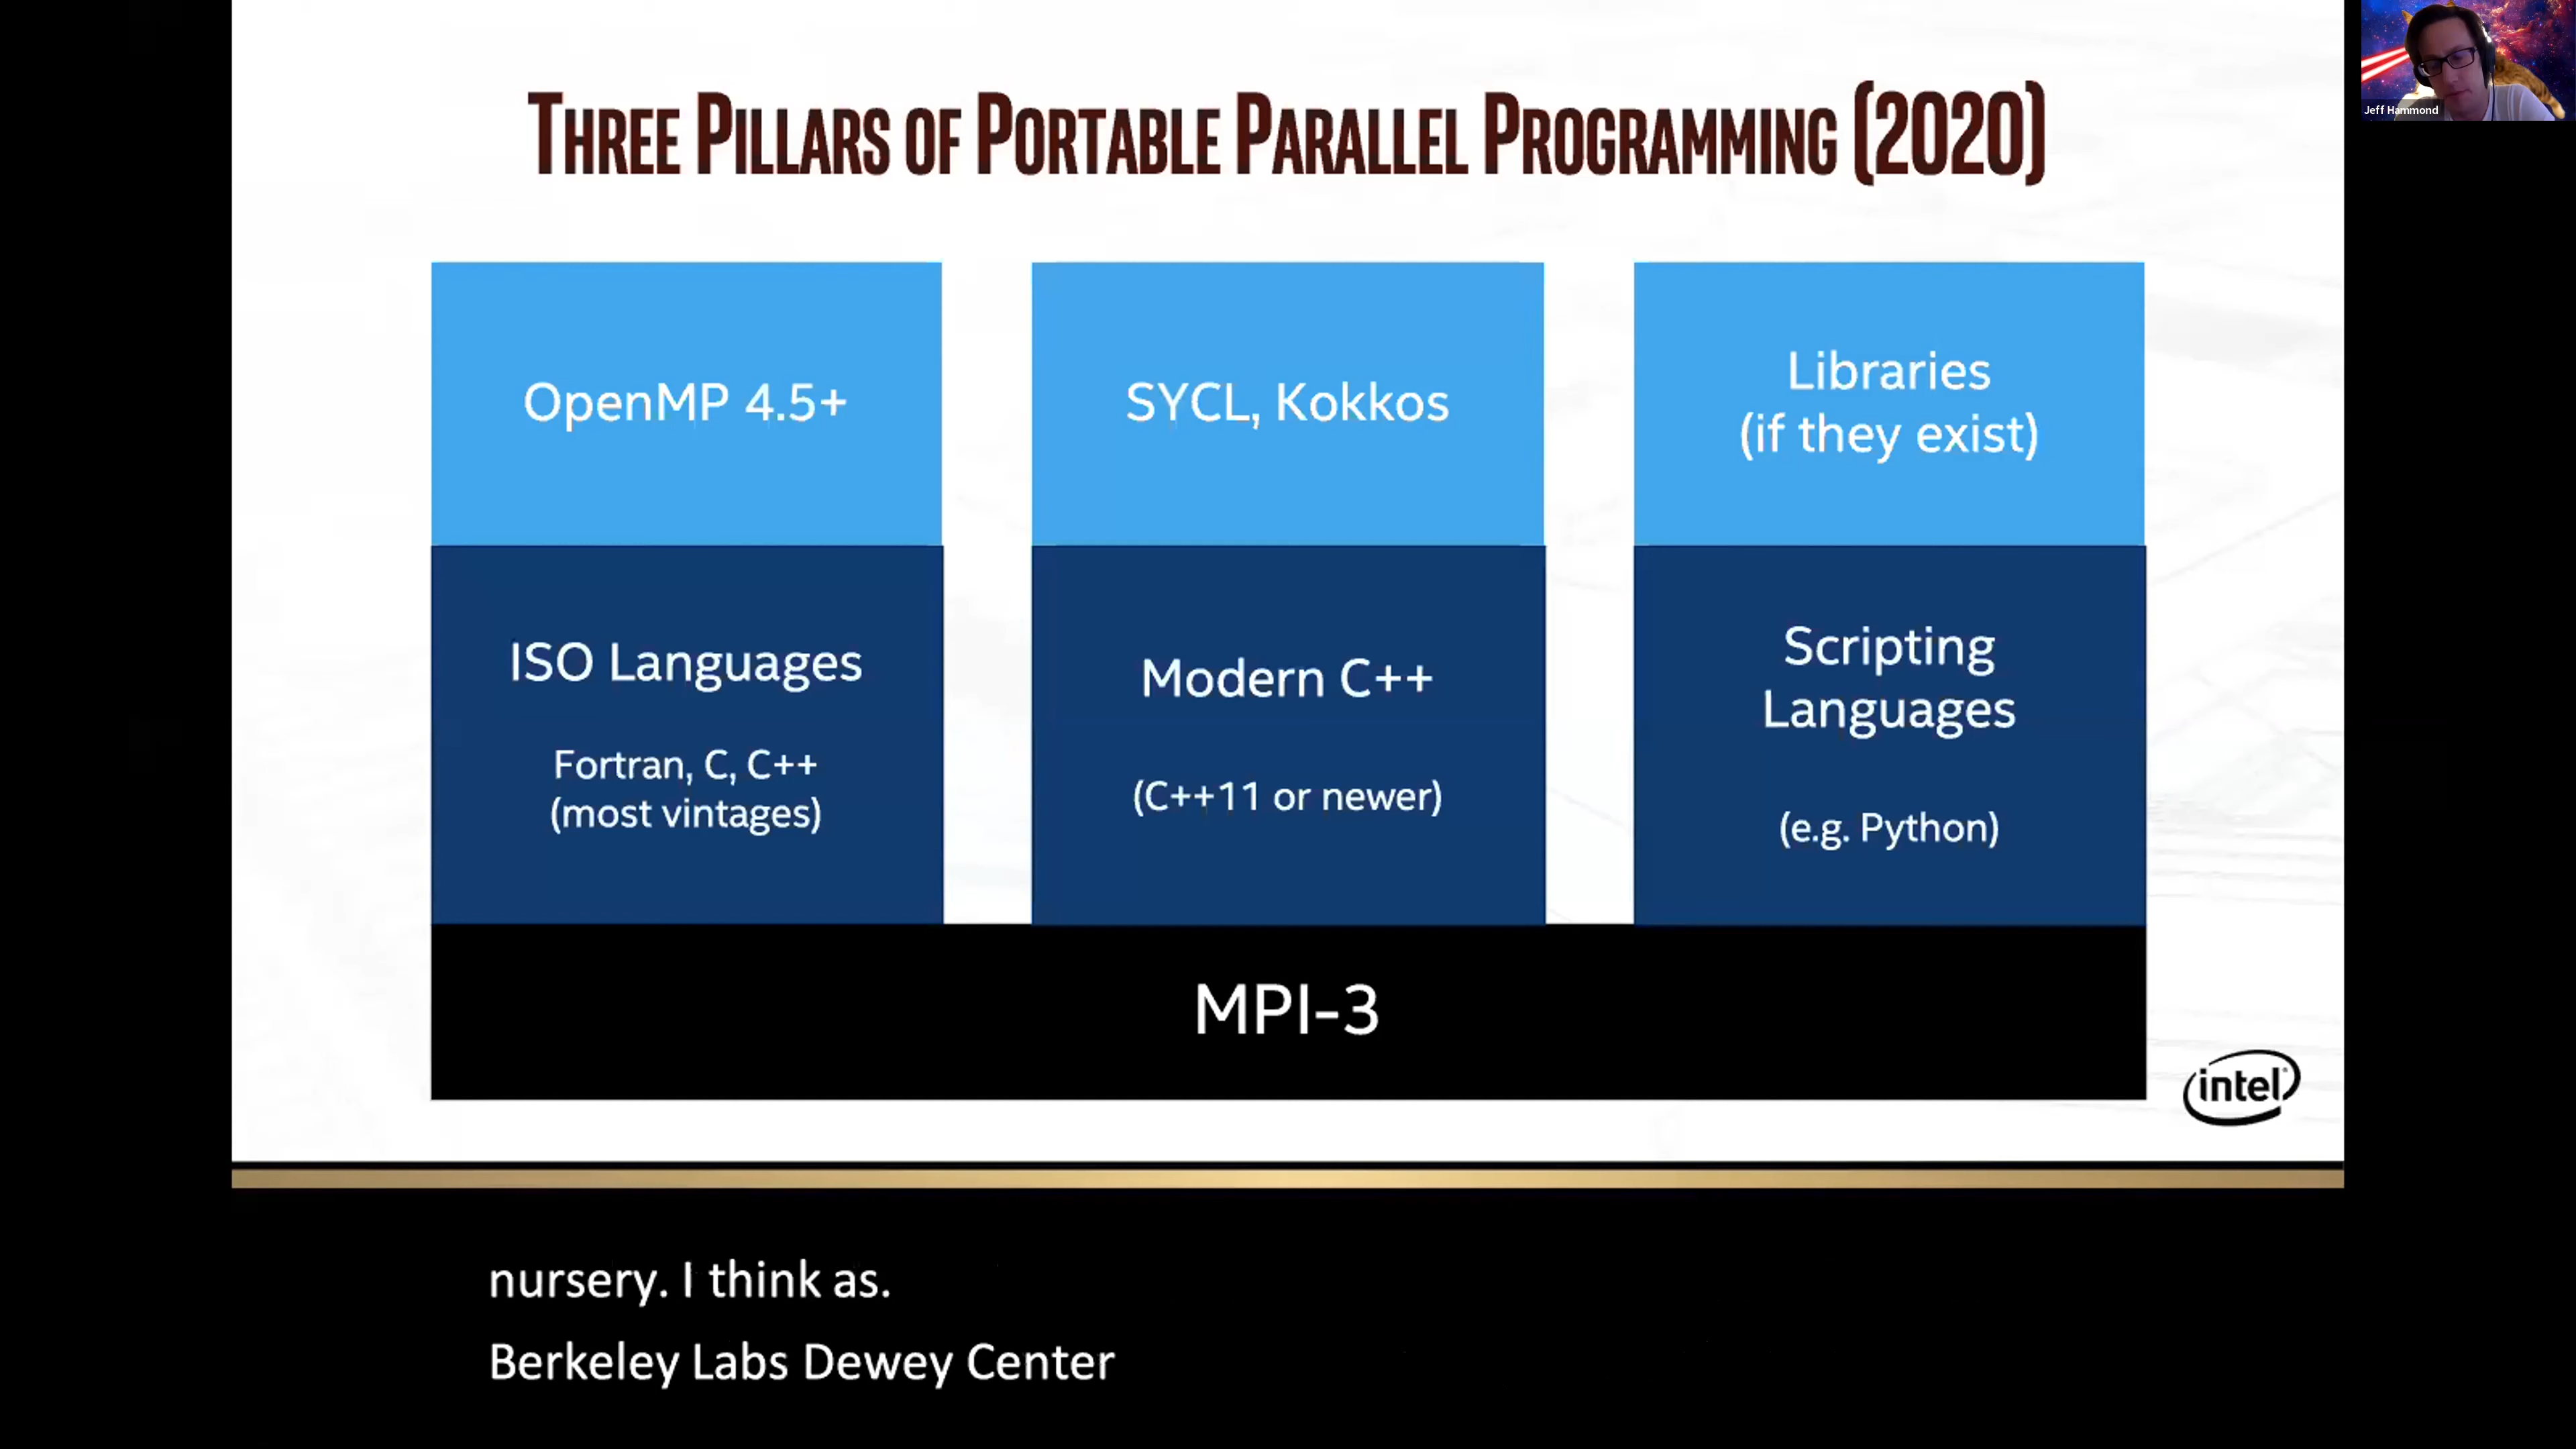 THREE PILLARS OF PORTABLE PARALLEL PROGRAMMING (2020)
OpenMP 4.5+
SYCL, Kokkos
Libraries
(if they exist)
ISO Languages
Fortran, C, C++
(most vintages)
Modern C++
(C++11 or newer)
Scripting
Languages
(e.g. Python)
MPI-3
intel
Jeff Hammond
nursery. I think as.
Berkeley Labs Dewey Center